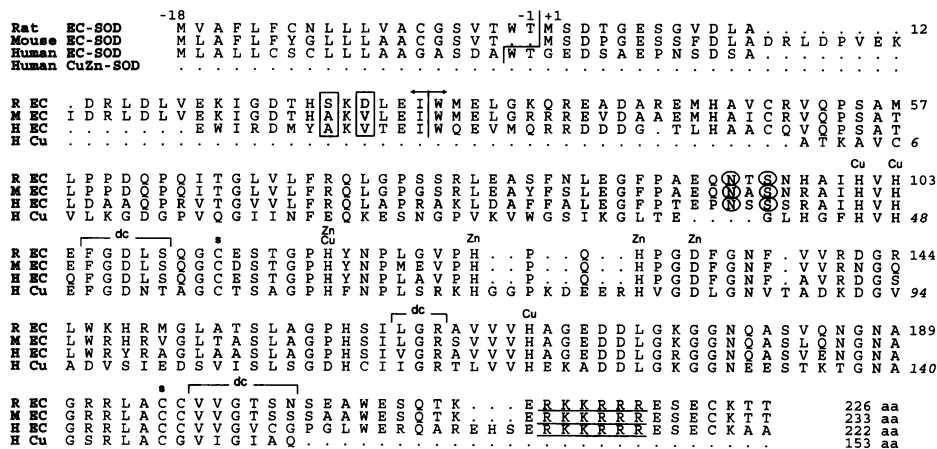 -18 -1 +1
Rat EC-SOD M V A F L F C N L L L V A C G S V T W T M S D T G E S G V D L A . . . . . . . . 12
Mouse EC-SOD M L A F L F Y G L L L A A C G S V T . . M S D P G E S S F D L A D R L D P V E K
Human EC-SOD M L A L L C S C L L L A A G A S D A W T G E D S A E P N S D S A . . . . . . . .
Human CuZn-SOD . . . . . . . . . . . . . . . . . . . . . . . . . . . . . . . . . . . . . . . .
R EC . D R L D L V E K I G D T H S K D L E I W M E L G K Q R E A D A R E M H A V C R V Q P S A M 57
M EC I D R L D L V E K I G D T H A K V L E I W M E L G R R R E V D A A E M H A I C R V Q P S A T
H EC . . . . . . . E W I R D M Y A K V T E I W Q E V M Q R R D D D G . T L H A A C Q V Q P S A T
H Cu . . . . . . . . . . . . . . . . . . . . . . . . . . . . . . . . . . . . . . . . A T K A V C 6
Cu Cu
R EC L P P D Q P Q I T G L V L F R Q L G P S S R L E A S F N L E G F P A E Q N T S N H A I H V H 103
M EC L P P D Q P Q I T G L V L F R Q L G P G S R L E A Y F S L E G F P A E Q N A S N R A I H V H
H EC L D A A Q P R V T G V V L F R Q L A P R A K L D A F F A L E G F P T E P N S S S R A I H V H
H Cu V L K G D G P V Q G I I N F E Q K E S N G P V K V W G S I K G L T E . . . . G L H G F H V H 48
dc s Zn Cu Zn Zn Zn
R EC E F G D L S Q G C E S T G P H Y N P L G V P H . . P . . Q . . H P G D F G N F . V V R D G R 144
M EC E F G D L S Q G C E S T G P H Y N P M E V P H . . P . . Q . . H P G D F G N F . V V R N G Q
H EC Q F G D L S Q G C E S T G P H Y N P L A V P H . . P . . Q . . H P G D F G N F . A V R D G S
H Cu E F G D N T A G C T S A G P H F N P L S R K H G G P K D E E R H V G D L G N V T A D K D G V 94
dc Cu
R EC L W K H R M G L A T S L A G P H S I L G R A V V V H A G E D D L G K G G N Q A S V Q N G N A 189
M EC L W R H R V G L T A S L A G P H S I L G R A V V V H A G E D D L G K G G N Q A S L Q N G N A
H EC L W R Y R A G L A A S L A G P H S I V G R A V V V H A G E D D L G R G G N Q A S V E N G N A
H Cu A D V S I E D S V I S L S G D H C I I G R T L V V H E K A D D L G K G G N E E S T K T G N A 140
s dc
R EC G R R L A C C V V G T S N S E A W E S Q T K . . . E R K K R R R E S E C K T T 226 aa
M EC G R R L A C C V V G T S S S A A W E S Q T K . . . E R K K R R R E S E C K T T 233 aa
H EC G R R L A C C V V G V C G P G L W E R Q A R E H S E R K K R R R E S E C K A A 222 aa
H Cu G S R L A C G V I G I A Q . . . . . . . . . . . . . . . . . . . . . . . . . . 153 aa